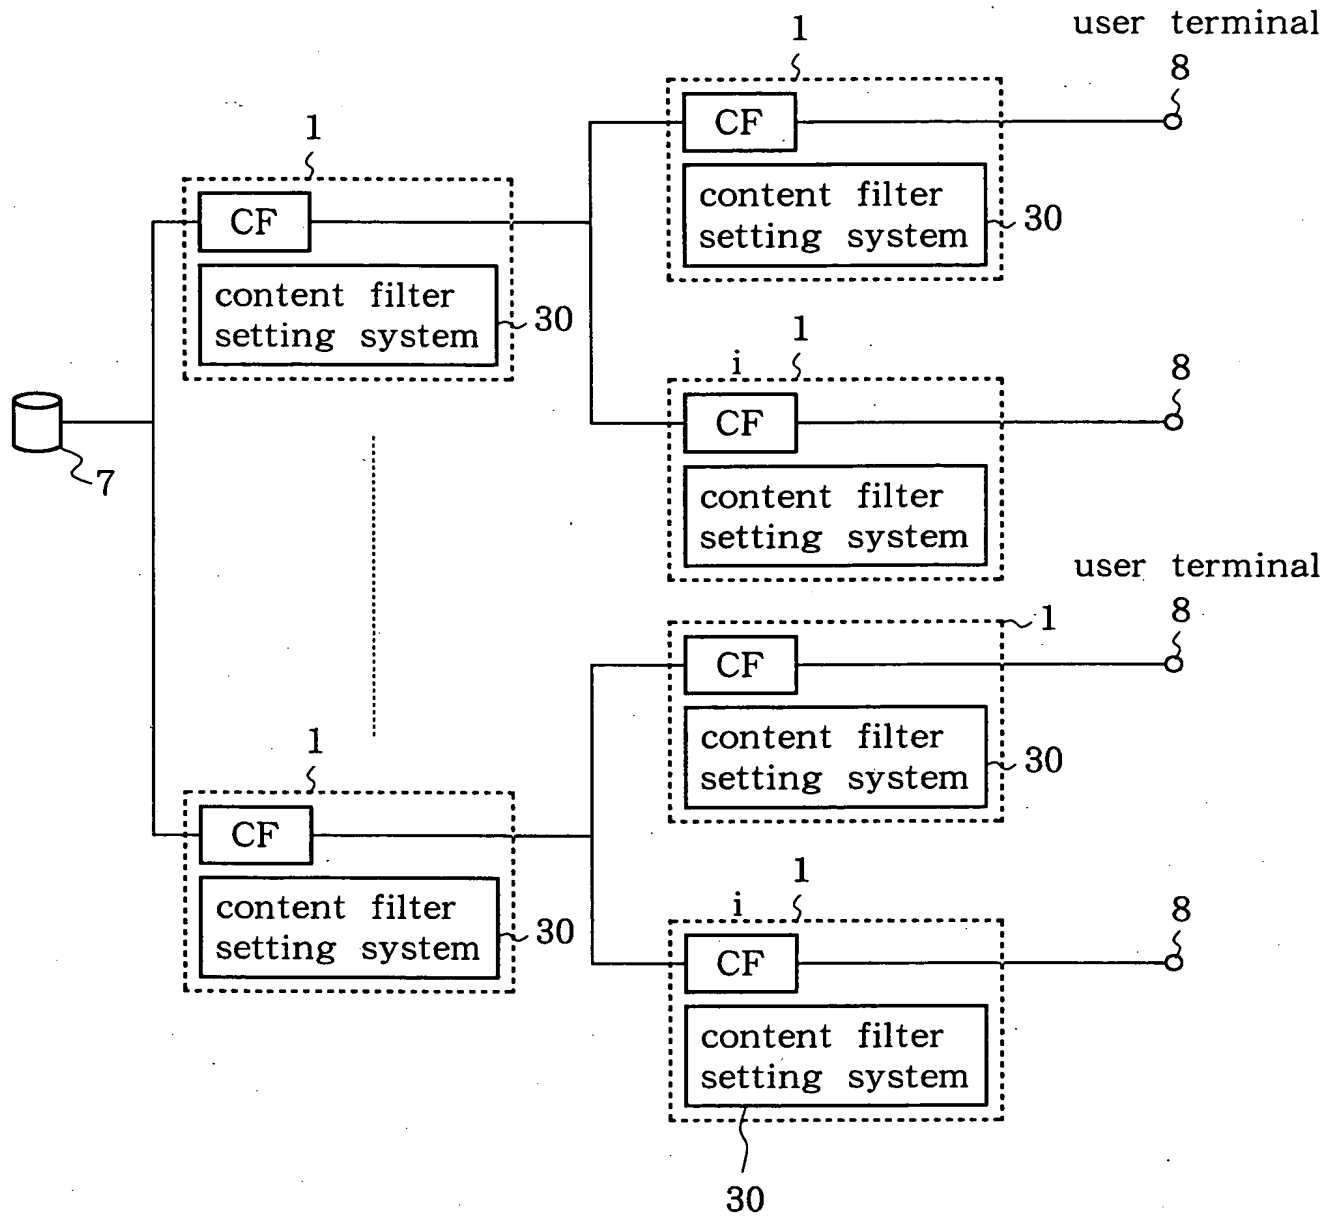 user terminal
1
8
CF
content filter
setting system
30
1
CF
content filter
setting system
30
i
1
8
CF
content filter
setting system
7
user terminal
1
8
CF
content filter
setting system
30
1
CF
content filter
setting system
30
i
1
8
CF
content filter
setting system
30